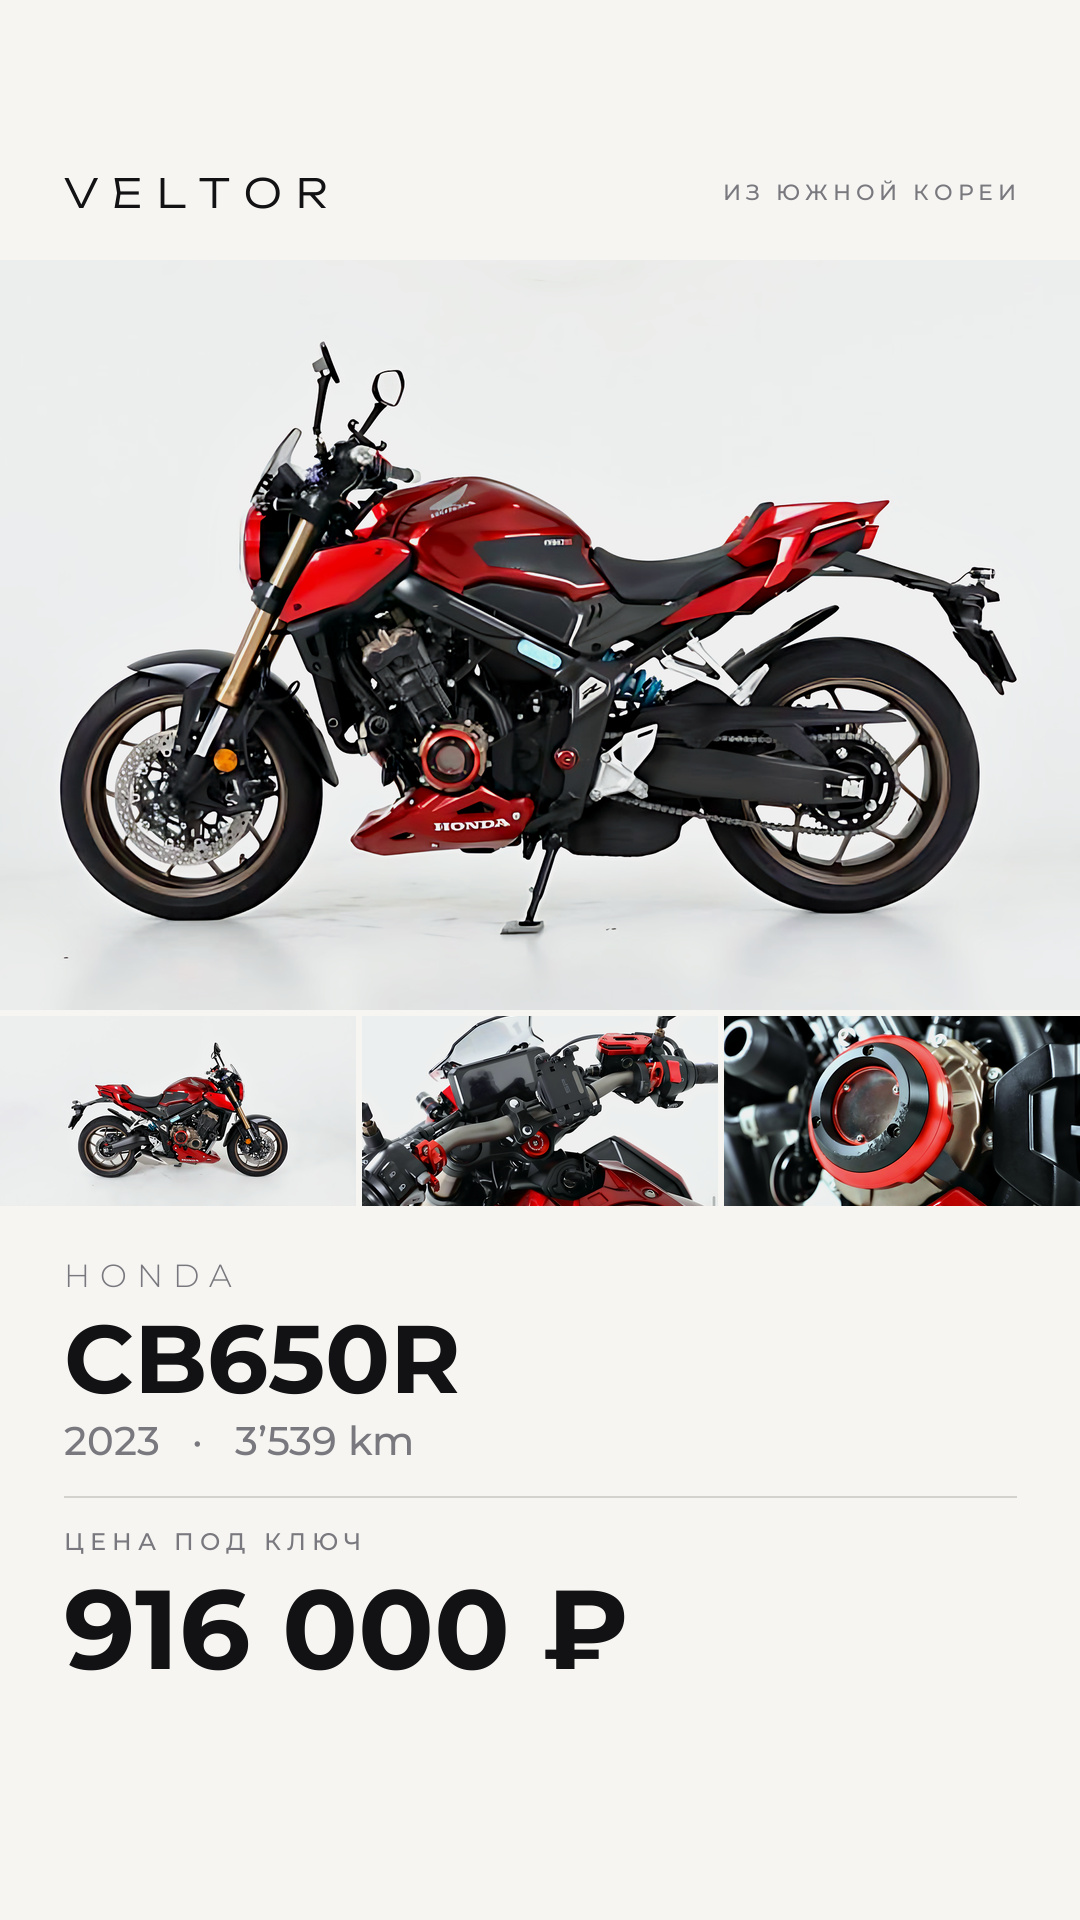 VELTOR
ИЗ ЮЖНОЙ КОРЕИ
HONDA
HONDA
CB650R
2023 · 3’539 km
ЦЕНА ПОД КЛЮЧ
916 000 ₽